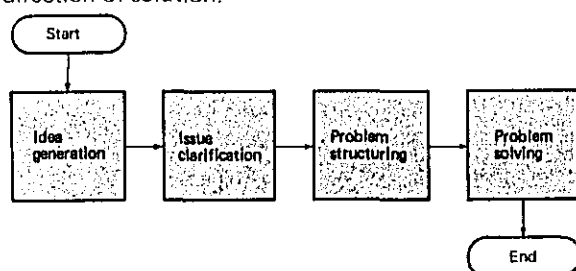 direction of solution.
Start
Idea
generation
Issue
clarification
Problem
structuring
Problem
solving
End